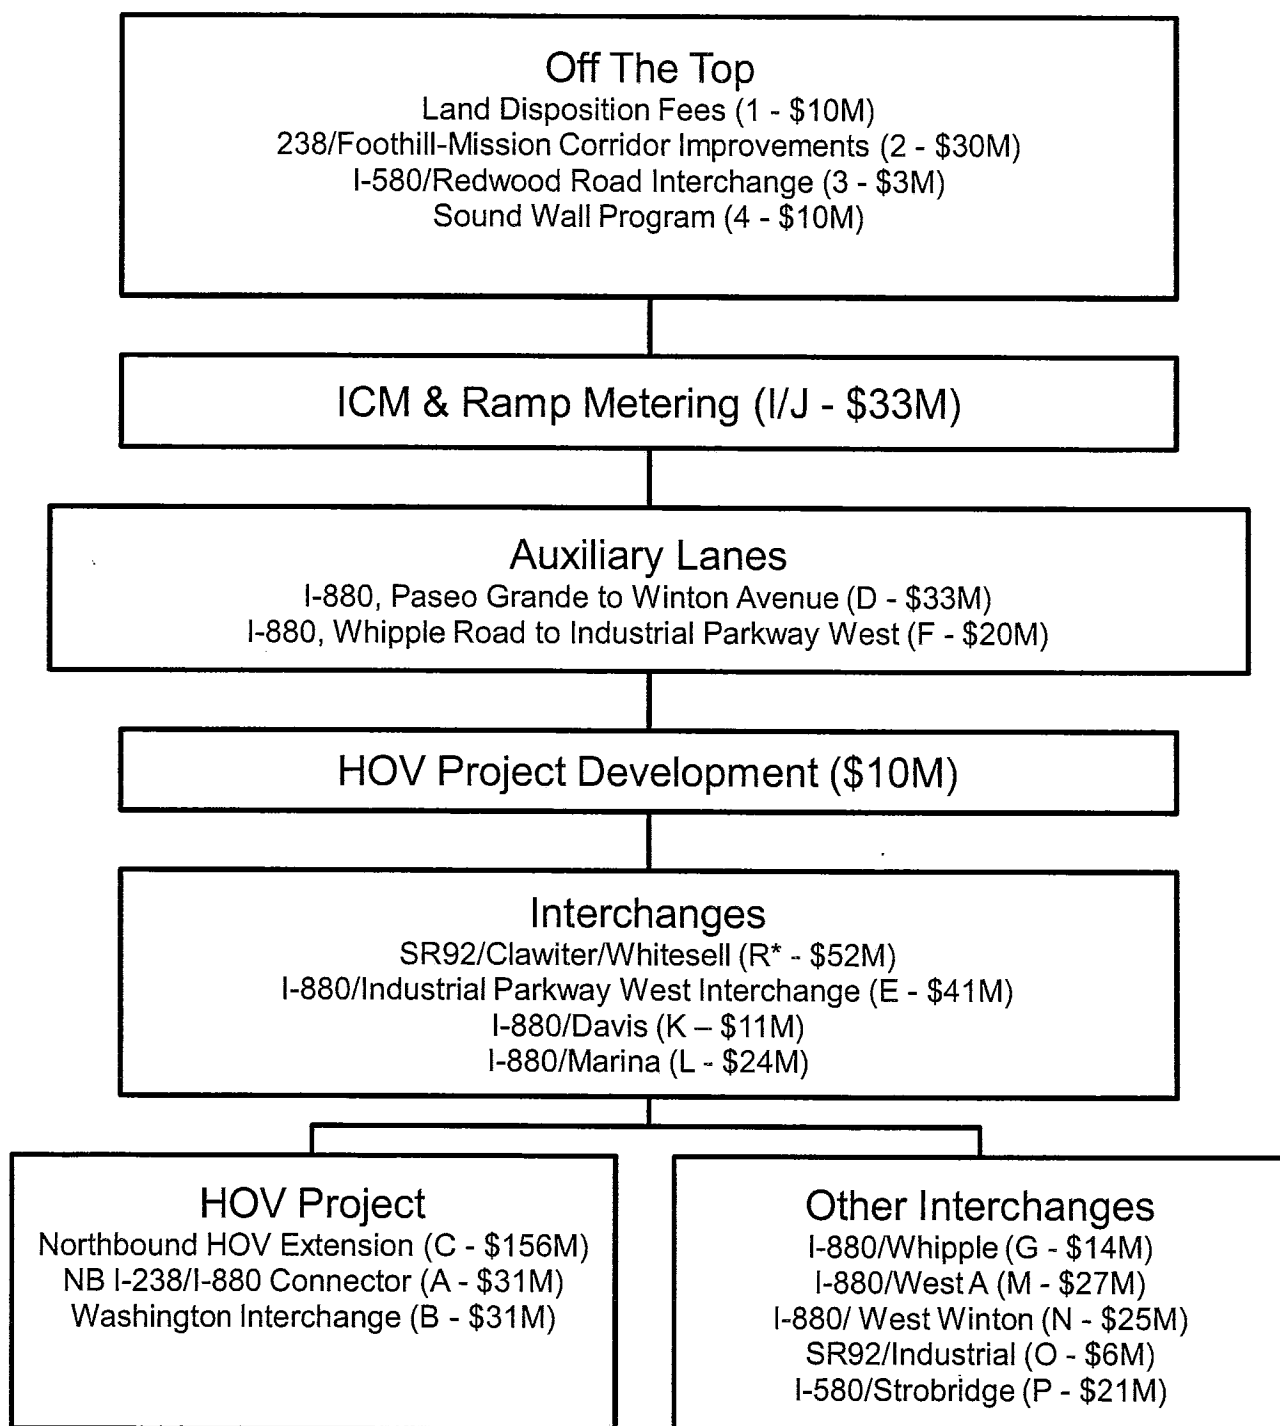 Off The Top
Land Disposition Fees (1 - $10M)
238/Foothill-Mission Corridor Improvements (2 - $30M)
I-580/Redwood Road Interchange (3 - $3M)
Sound Wall Program (4 - $10M)
ICM & Ramp Metering (I/J - $33M)
Auxiliary Lanes
I-880, Paseo Grande to Winton Avenue (D - $33M)
I-880, Whipple Road to Industrial Parkway West (F - $20M)
HOV Project Development ($10M)
Interchanges
SR92/Clawiter/Whitesell (R* - $52M)
I-880/Industrial Parkway West Interchange (E - $41M)
I-880/Davis (K – $11M)
I-880/Marina (L - $24M)
HOV Project
Northbound HOV Extension (C - $156M)
NB I-238/I-880 Connector (A - $31M)
Washington Interchange (B - $31M)
Other Interchanges
I-880/Whipple (G - $14M)
I-880/West A (M - $27M)
I-880/ West Winton (N - $25M)
SR92/Industrial (O - $6M)
I-580/Strobridge (P - $21M)